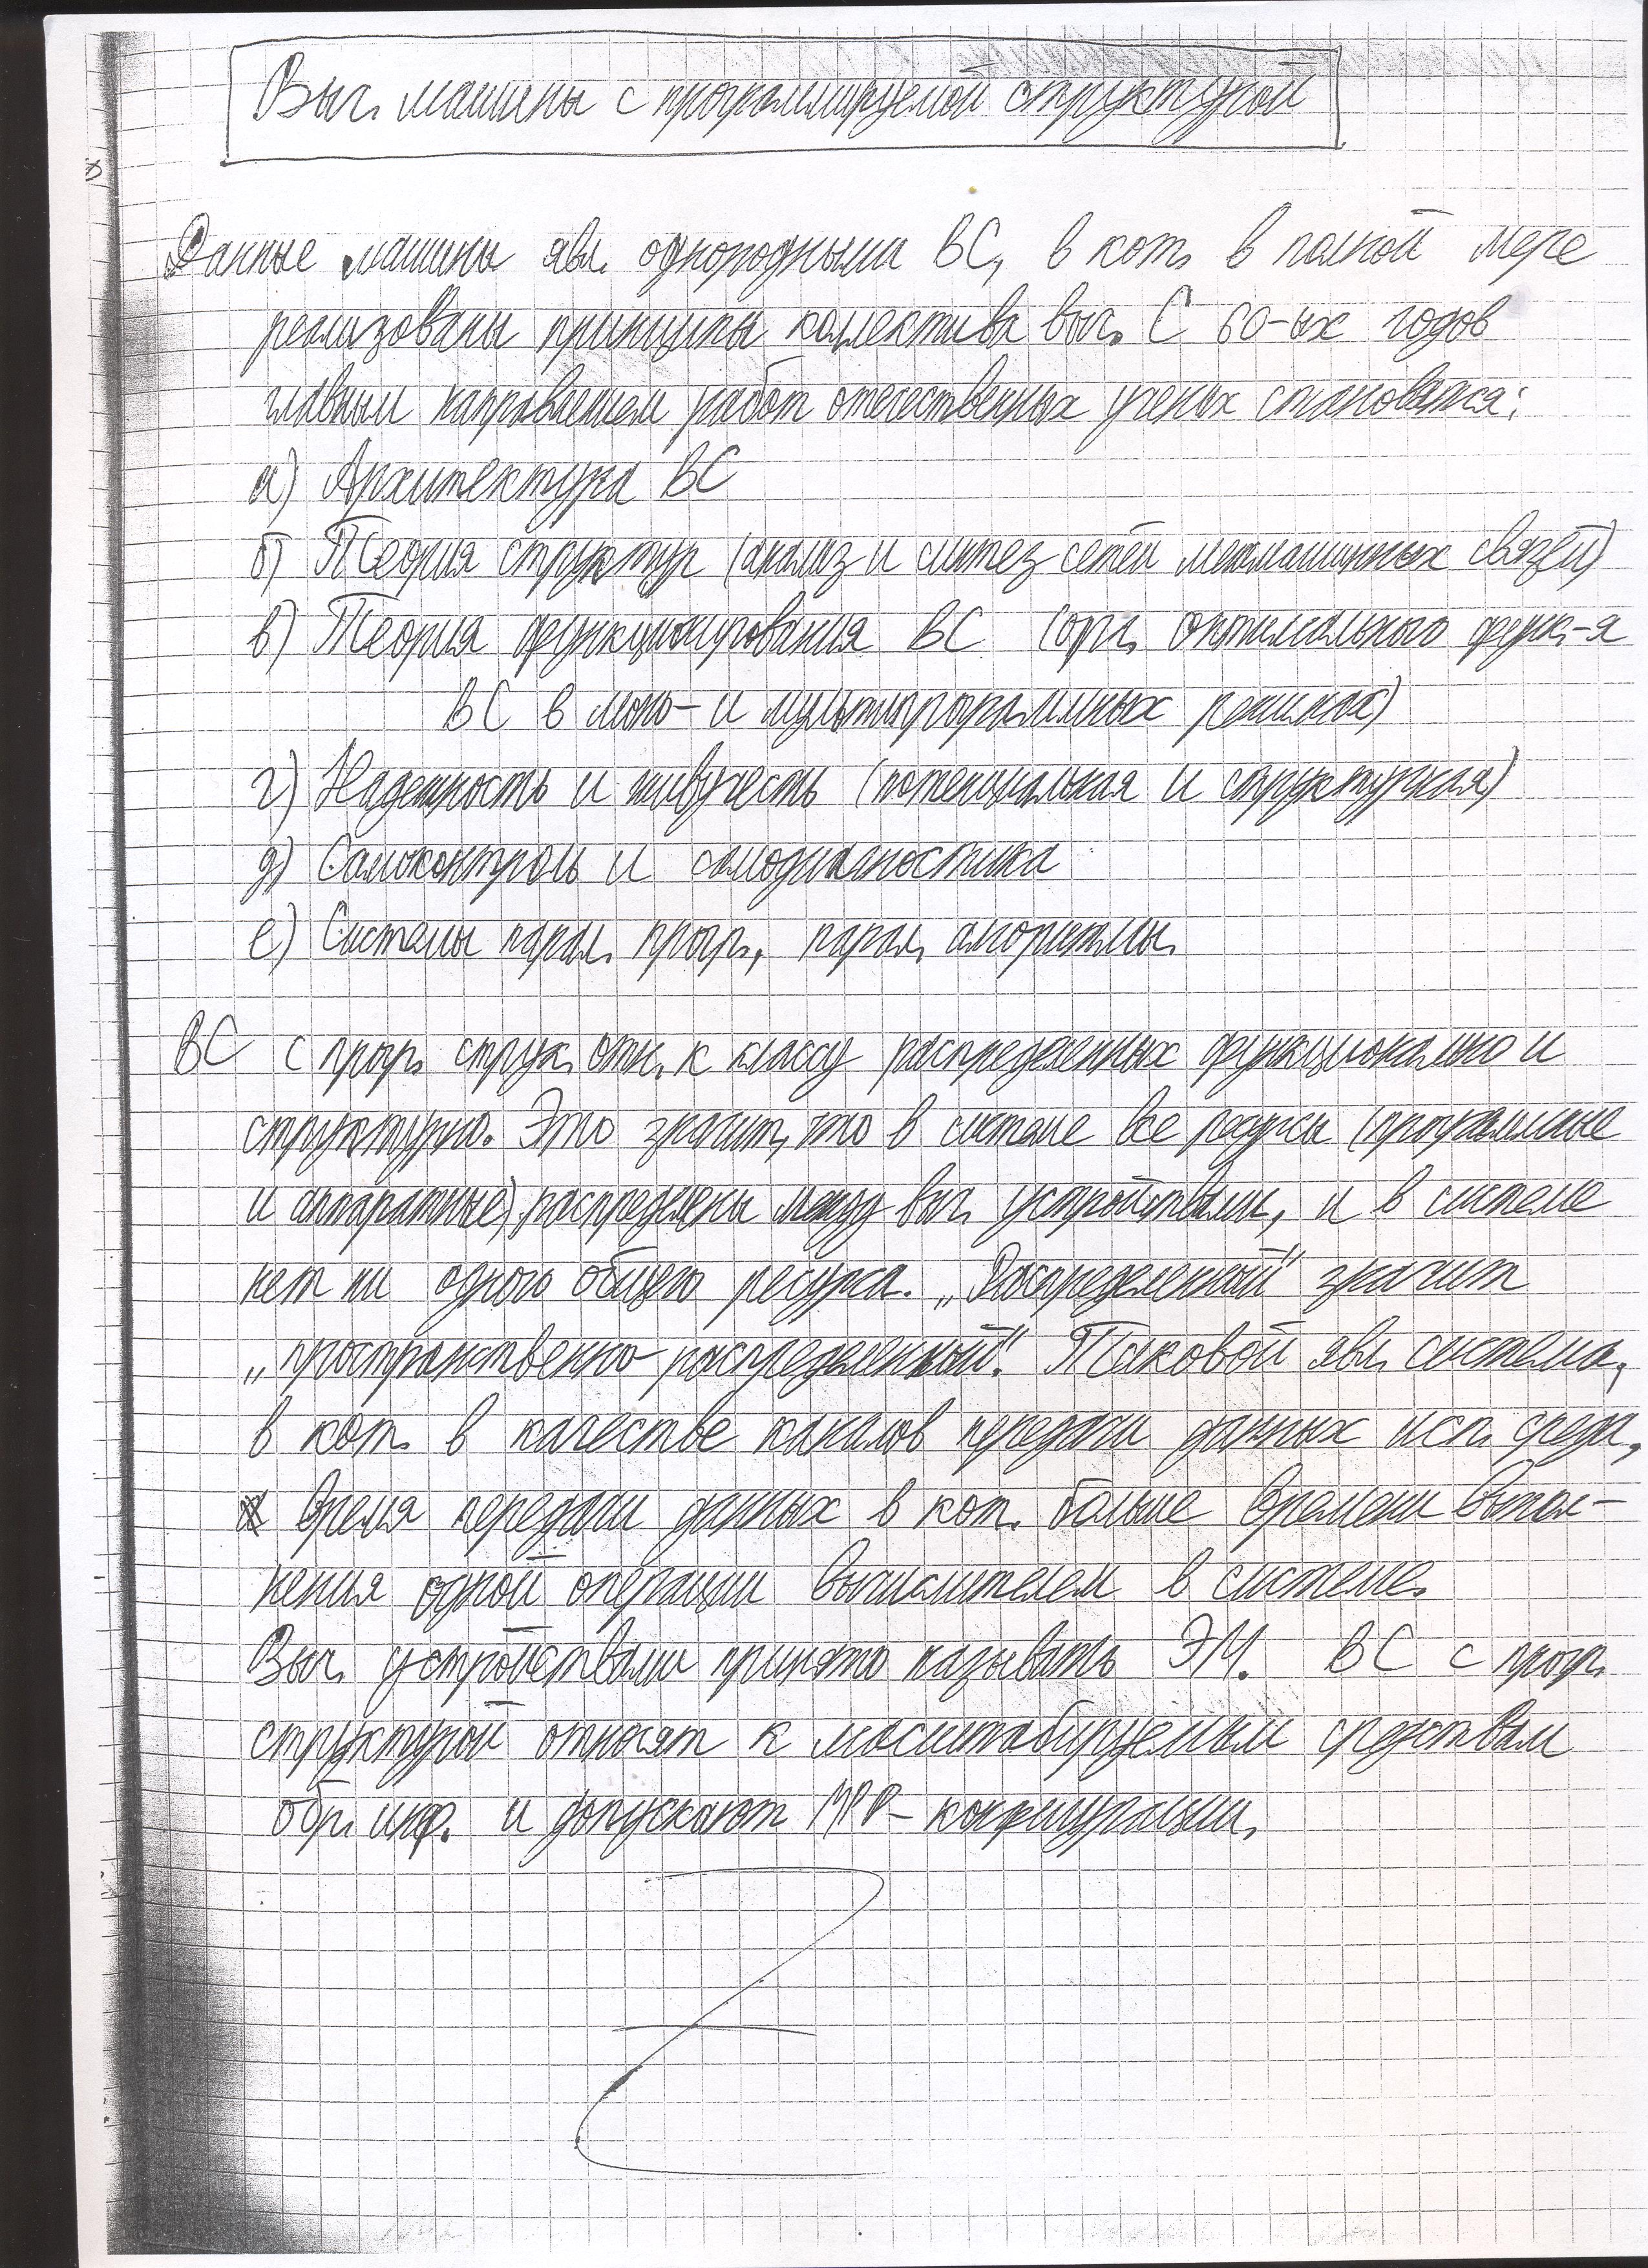 Выч. машины с программируемой структурой
Данные машины явл. однородными ВС, в кот. в полной мере
реализованы принципы коллектива выч. С 60-ых годов
главным направлением работ отечественных ученых становятся:
а) Архитектура ВС
б) Теория структур (анализ и синтез сетей межмашинных связей)
в) Теория функционирования ВС (орг. оптимального функ-я
ВС в моно- и мультипрограммных режимах)
г) Надежность и живучесть (потенциальная и структурная)
д) Самоконтроль и самодиагностика
е) Системы парал. прогр., парал. алгоритмы.
ВС с прогр. струк. отн. к классу распределенных функционально и
структурно. Это значит, что в системе все ресурсы (программные
и аппаратные) распределены между выч. устройствами, и в системе
нет ни одного общего ресурса. „Распределенный" значит
„пространственно-распределенный". Таковой явл. система,
в кот. в качестве каналов передачи данных исп. среда,
время передачи данных в кот. больше времени выпол-
нения одной операции вычислителем в системе.
Выч. устройствами принято называть ЭМ. ВС с прогр.
структурой относят к масштабируемым средствам
обр. инф. и допускают MPP-конфигурации.